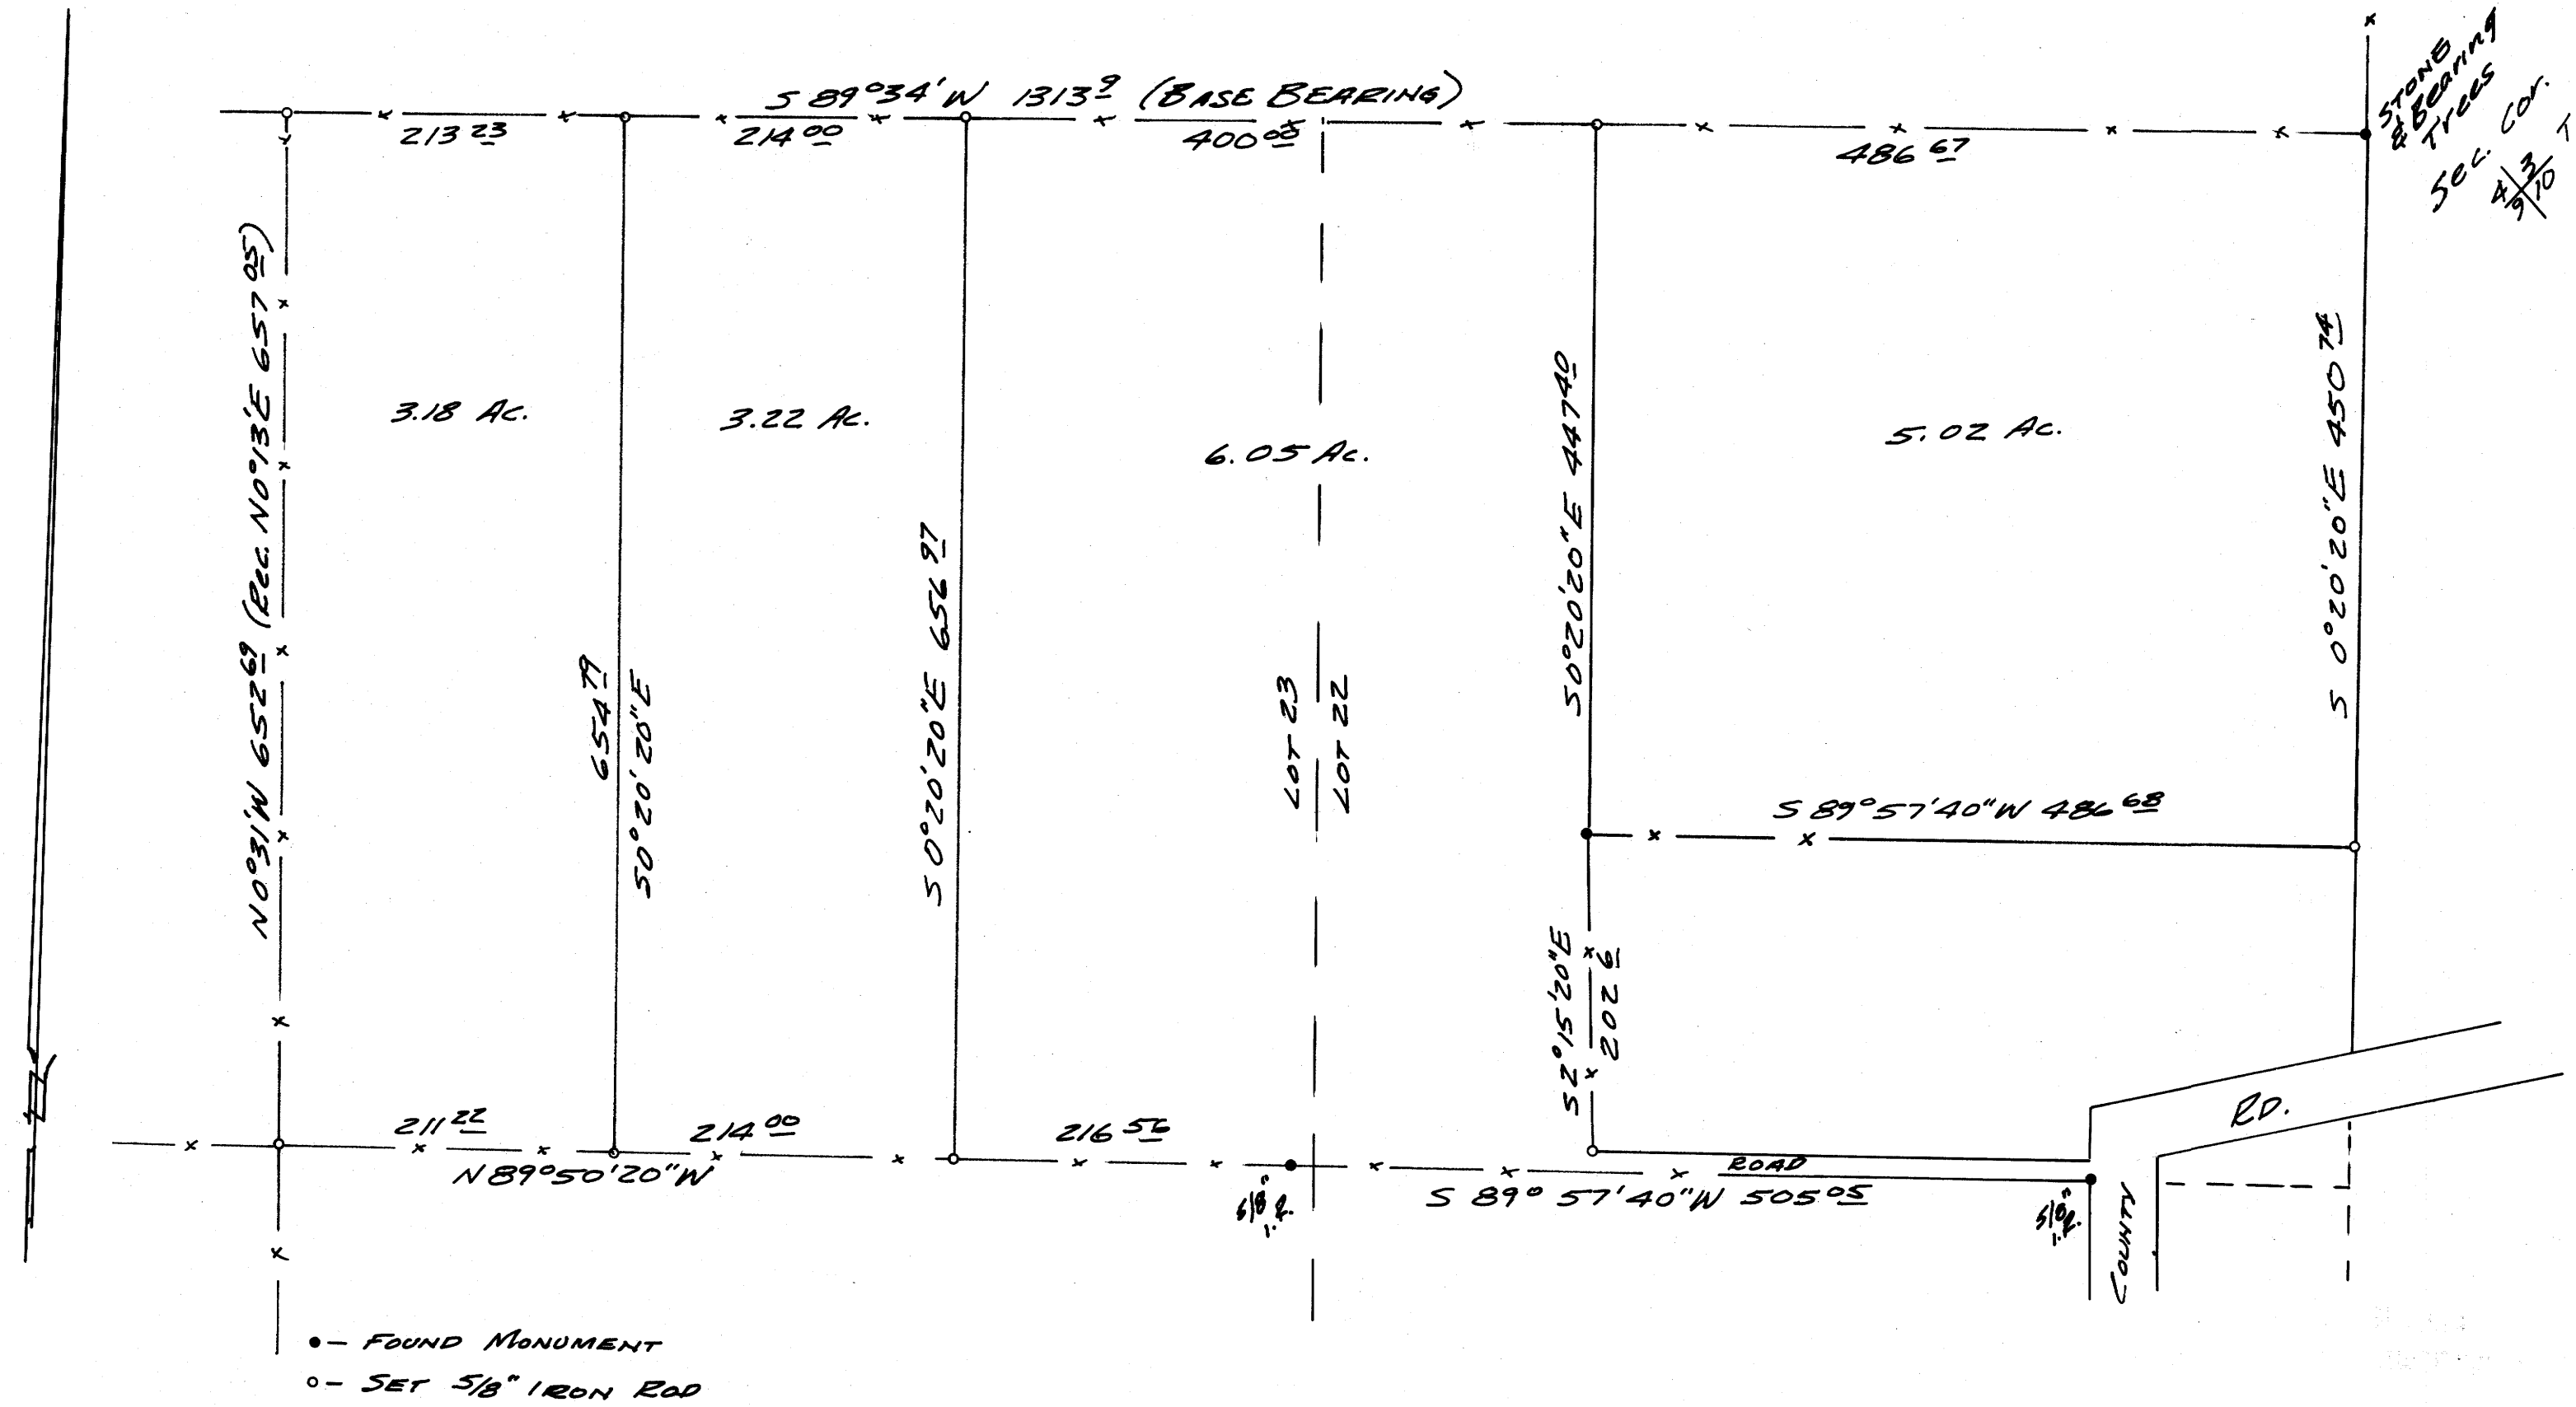 S 89°34'W 1313.9 (BASE BEARING)
213.23
214.00
400.00
486.67
STONE
& Bearing
Trees
Sec. Cor.
4 3
9 10
T
N0°31'W 652.69 (Rec. N0°13'E 657.05)
3.18 Ac.
654.79
S0°20'20"E
3.22 Ac.
S 0°20'20"E 656.97
6.05 Ac.
LOT 23
LOT 22
S0°20'20"E 447.40
5.02 Ac.
S 0°20'20"E 450.74
S 89°57'40"W 486.68
S2°15'20"E
202.6
211.22
214.00
216.56
N 89°50'20"W
5/8"
I.R.
ROAD
S 89°57'40"W 505.05
5/8"
I.R.
COUNTY
RD.
●- FOUND MONUMENT
○- SET 5/8" IRON ROD